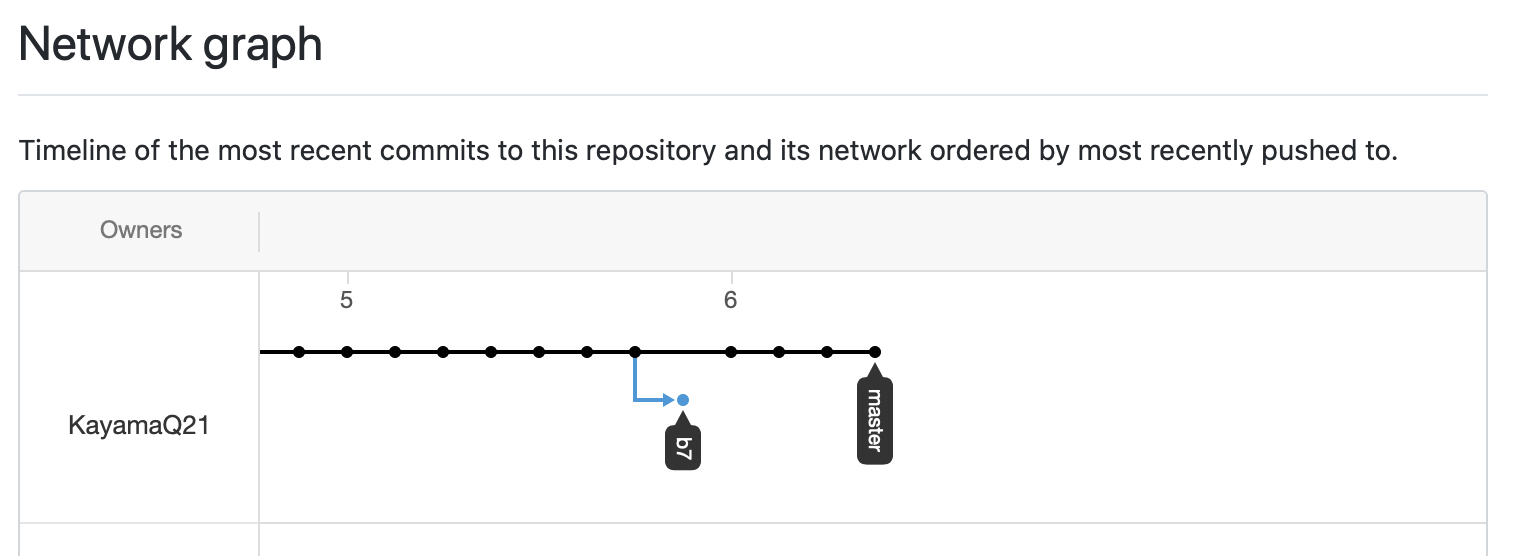 Network graph
Timeline of the most recent commits to this repository and its network ordered by most recently pushed to.
Owners
5 6
KayamaQ21
b7
master